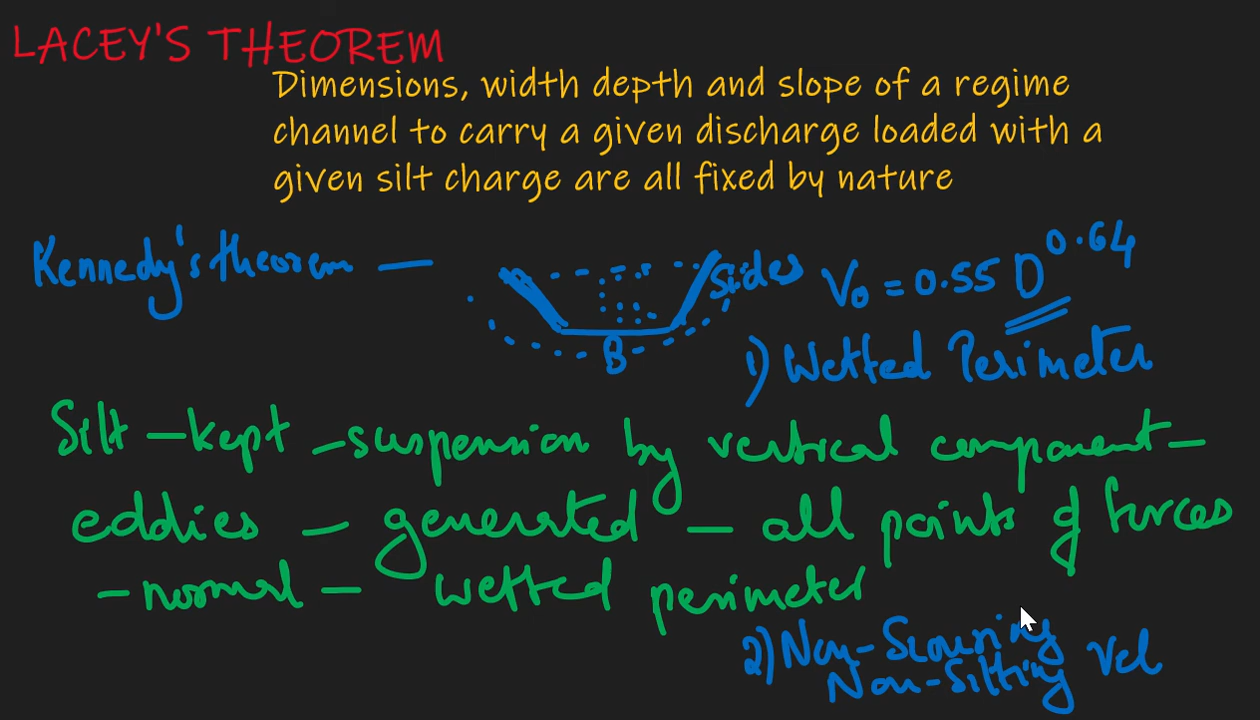 LACEY'S THEOREM
Dimensions, width depth and slope of a regime
channel to carry a given discharge loaded with a
given silt charge are all fixed by nature
Kennedy's theorem — Sides V₀ = 0.55 D^0.64
B
1) Wetted Perimeter
Silt – kept – suspension by vertical component –
eddies – generated – all points of forces
– normal – wetted perimeter
2) Non-Scouring
Non-Silting Vel